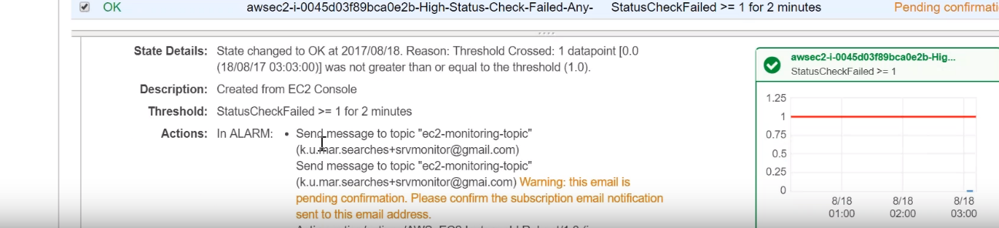 OK awsec2-i-0045d03f89bca0e2b-High-Status-Check-Failed-Any- StatusCheckFailed >= 1 for 2 minutes Pending
State Details: State changed to OK at 2017/08/18. Reason: Threshold Crossed: 1 datapoint [0.0
(18/08/17 03:03:00)] was not greater than or equal to the threshold (1.0).
Description: Created from EC2 Console
Threshold: StatusCheckFailed >= 1 for 2 minutes
Actions: In ALARM: • Send message to topic "ec2-monitoring-topic"
(k.u.mar.searches+srvmonitor@gmail.com)
Send message to topic "ec2-monitoring-topic"
(k.u.mar.searches+srvmonitor@gmai.com) Warning: this email is
pending confirmation. Please confirm the subscription email notification
sent to this email address.
awsec2-i-0045d03f89bca0e2b-Hig...
StatusCheckFailed >= 1
1.25
1
0.75
0.5
0.25
0
8/18 8/18 8/18
01:00 02:00 03:00